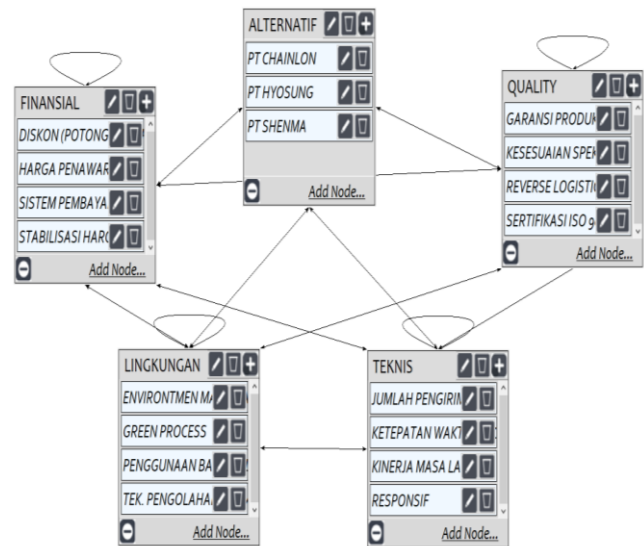 ALTERNATIF
PT CHAINLON
PT HYOSUNG
PT SHENMA
Add Node...
FINANSIAL
DISKON (POTONG
HARGA PENAWAR
SISTEM PEMBAYA
STABILISASI HARG
Add Node...
QUALITY
GARANSI PRODUK
KESESUAIAN SPEK
REVERSE LOGISTI
SERTIFIKASI ISO 9
Add Node...
LINGKUNGAN
ENVIRONTMEN MA
GREEN PROCESS
PENGGUNAAN BA
TEK. PENGOLAHA
Add Node...
TEKNIS
JUMLAH PENGIRIM
KETEPATAN WAKT
KINERJA MASA LA
RESPONSIF
Add Node...